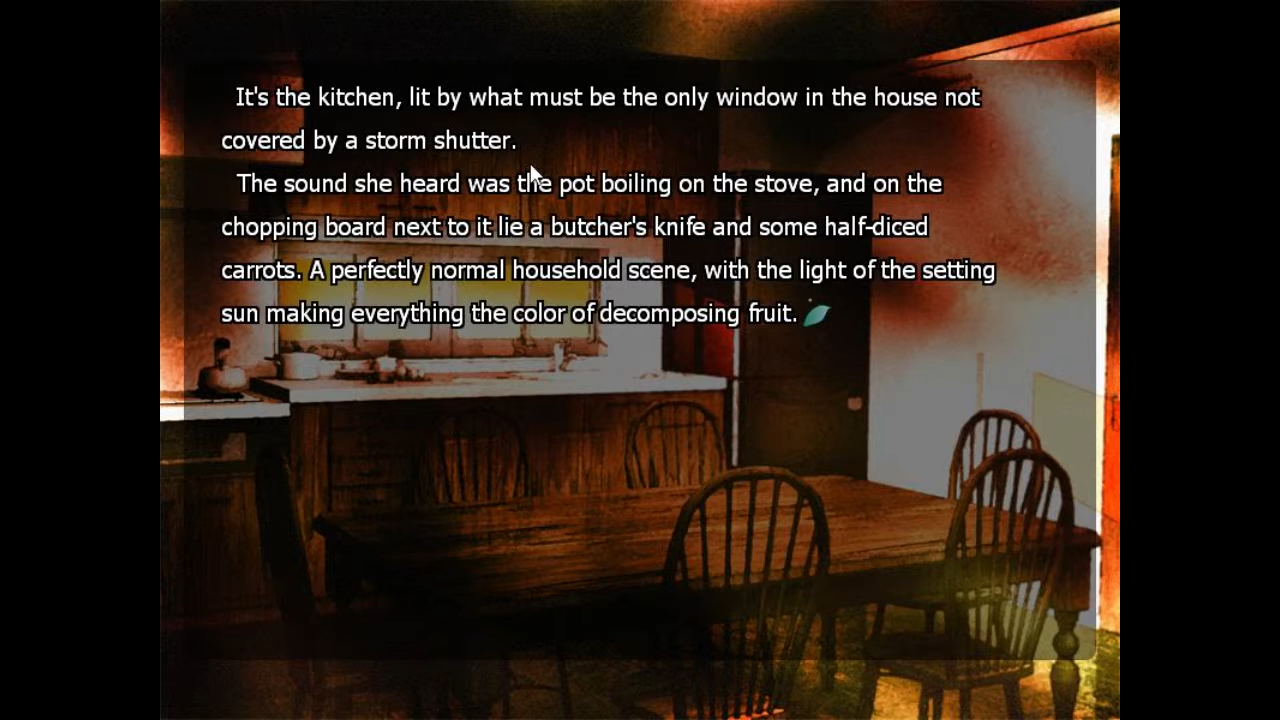 It's the kitchen, lit by what must be the only window in the house not
covered by a storm shutter.
The sound she heard was the pot boiling on the stove, and on the
chopping board next to it lie a butcher's knife and some half-diced
carrots. A perfectly normal household scene, with the light of the setting
sun making everything the color of decomposing fruit.